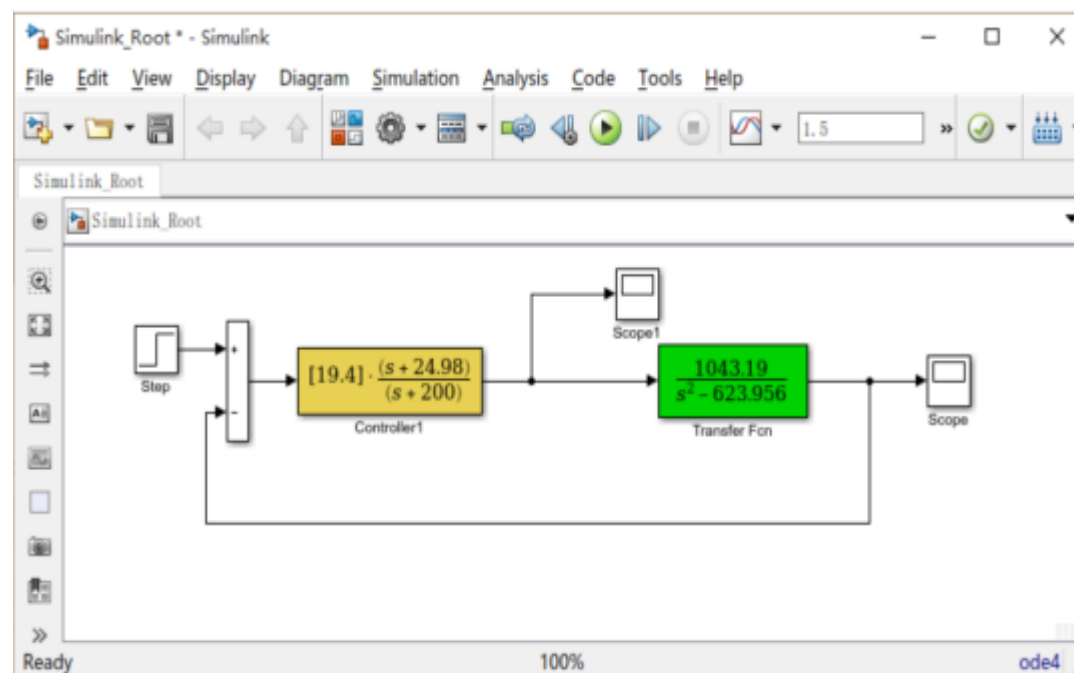 Simulink_Root * - Simulink
File Edit View Display Diagram Simulation Analysis Code Tools Help
1.5
»
Simulink_Root
Simulink_Root
Scope1
[19.4] · (s + 24.98) / (s + 200)
1043.19 / s² − 623.956
+
−
Step
Controller1
Transfer Fcn
Scope
»
Ready 100% ode4